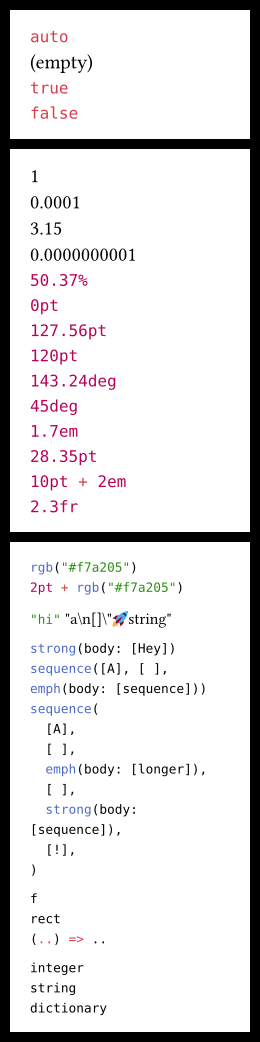 auto
(empty)
true
false
1
0.0001
3.15
0.0000000001
50.37%
0pt
127.56pt
120pt
143.24deg
45deg
1.7em
28.35pt
10pt + 2em
2.3fr
rgb("#f7a205")
2pt + rgb("#f7a205")
"hi" "a\n[]\"🚀string"
strong(body: [Hey])
sequence([A], [ ],
emph(body: [sequence]))
sequence(
  [A],
  [ ],
  emph(body: [longer]),
  [ ],
  strong(body:
[sequence]),
  [!],
)
f
rect
(..) => ..
integer
string
dictionary